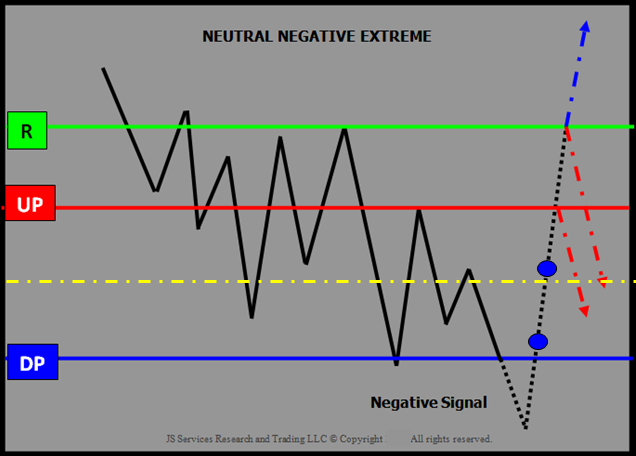 NEUTRAL NEGATIVE EXTREME
R
UP
DP
Negative Signal
JS Services Research and Trading LLC © Copyright All rights reserved.